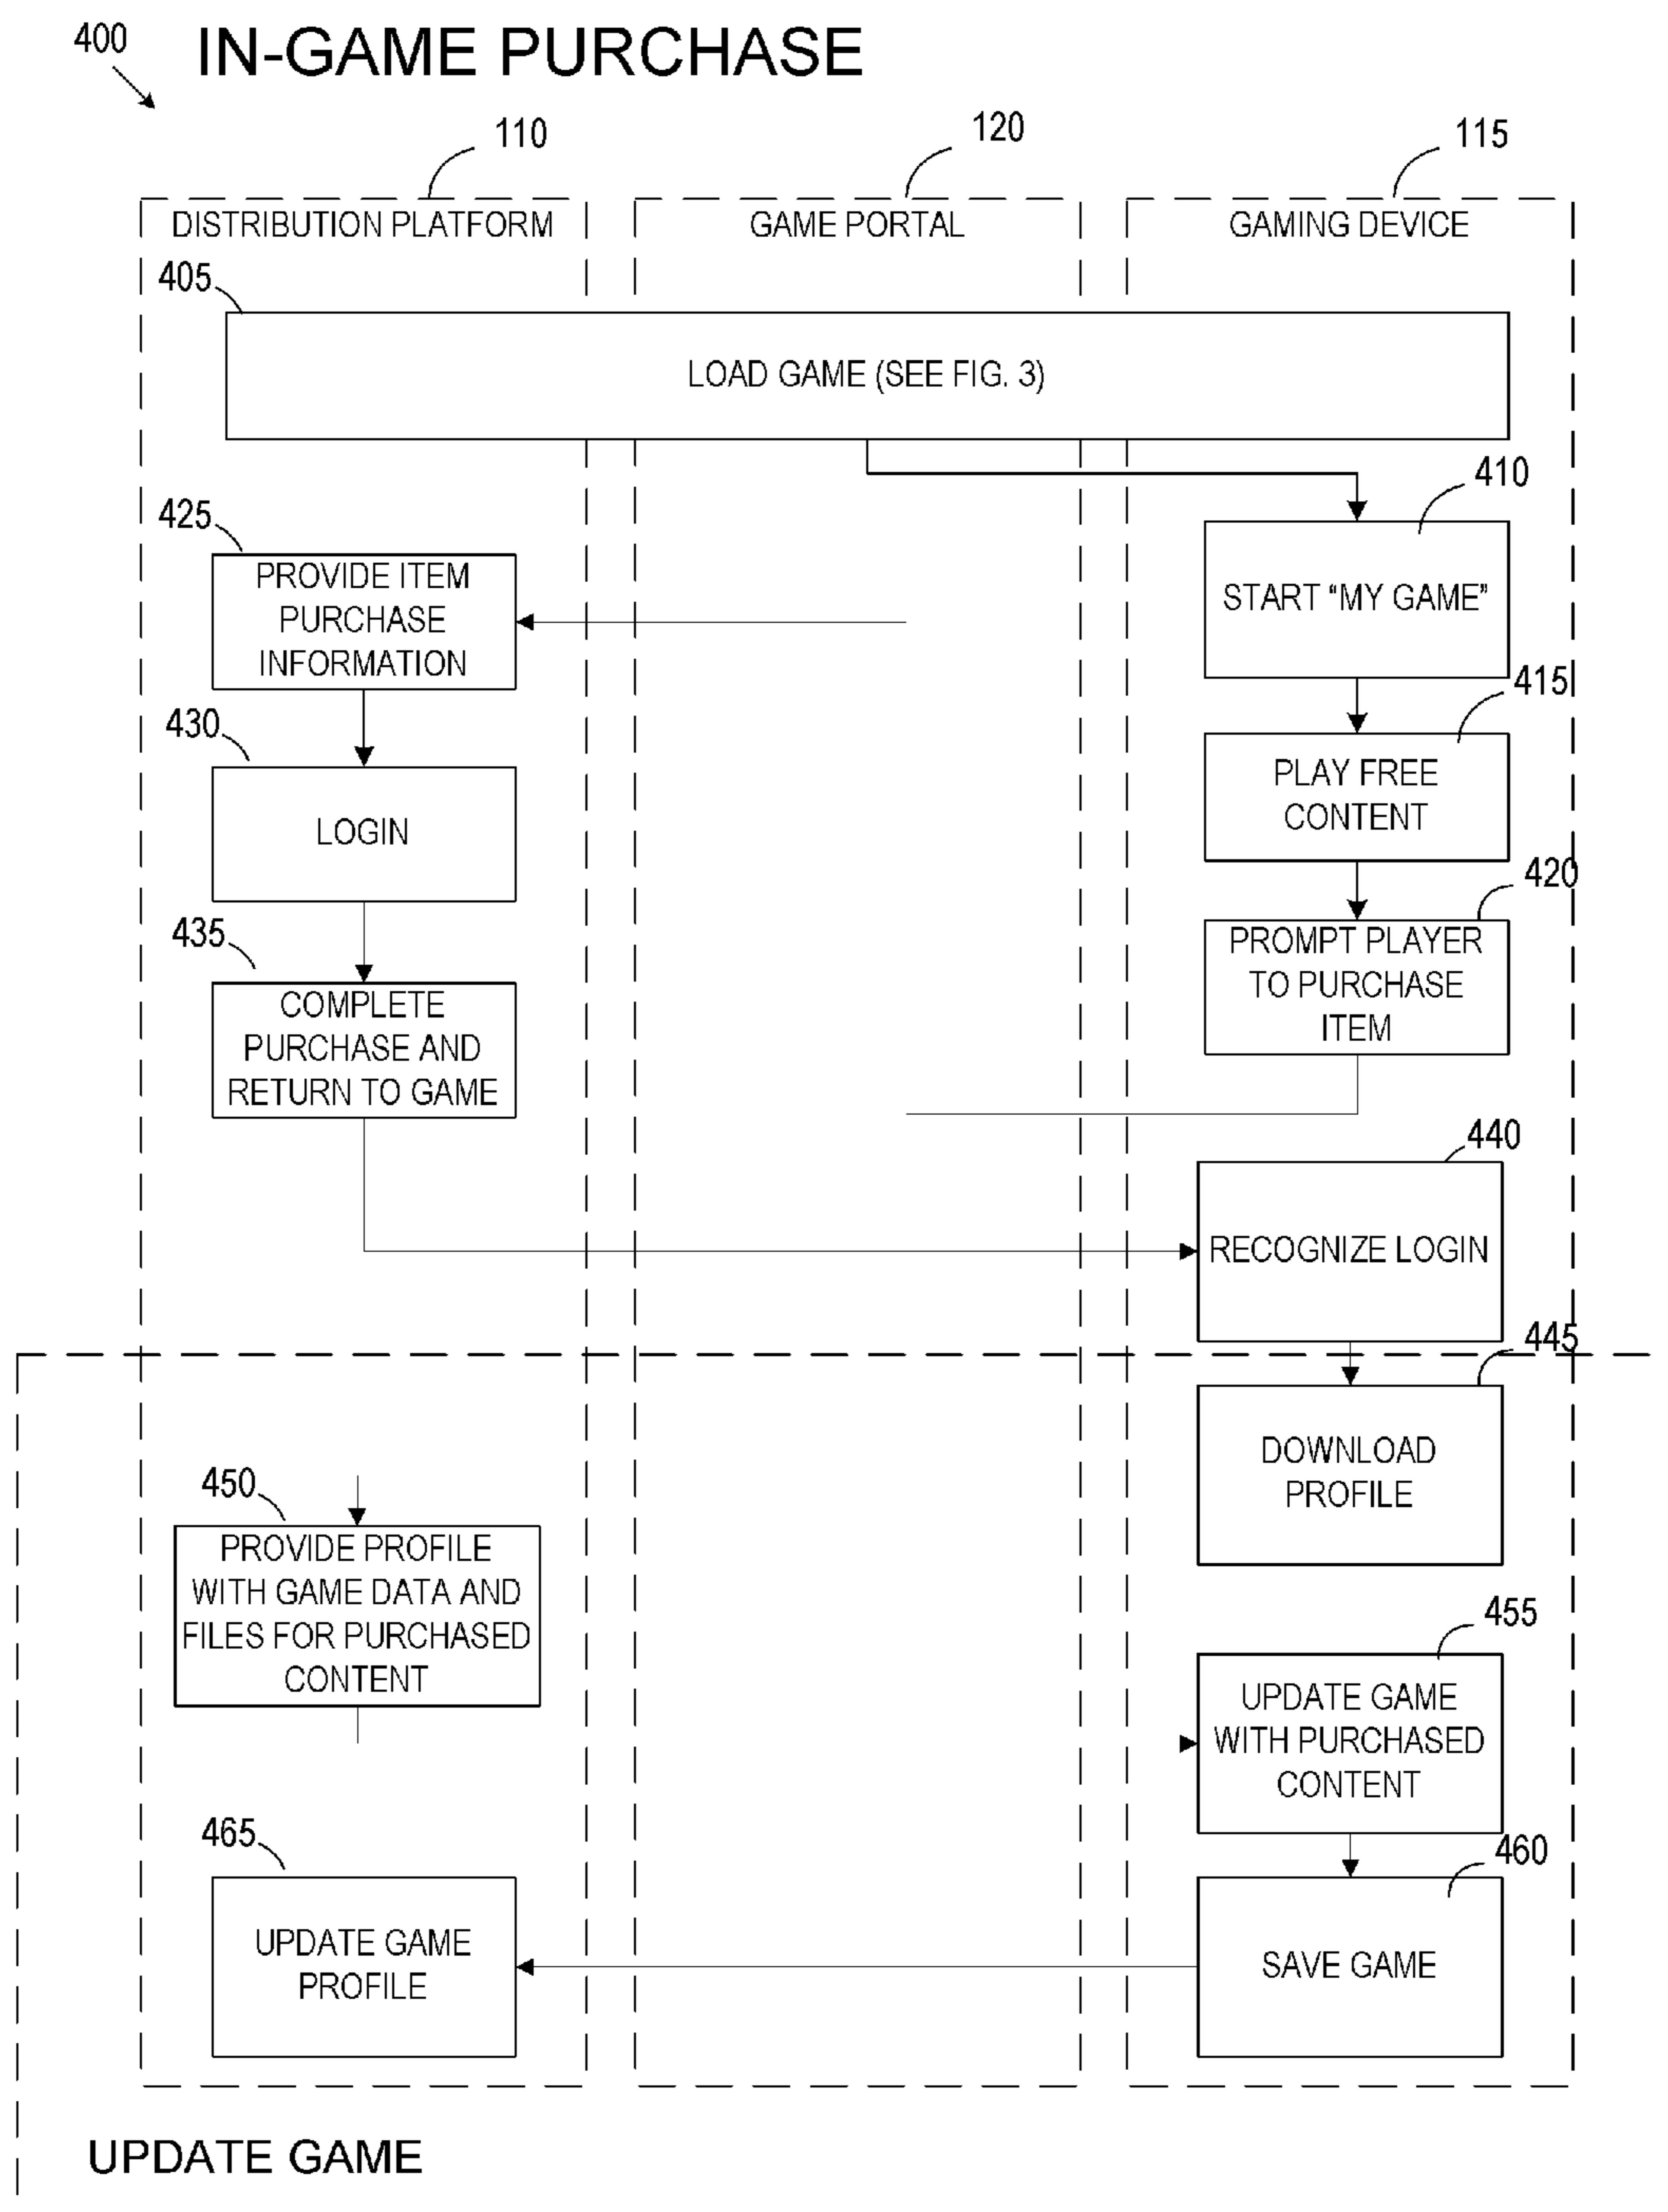 400
IN-GAME PURCHASE
110
120
115
DISTRIBUTION PLATFORM
GAME PORTAL
GAMING DEVICE
405
LOAD GAME (SEE FIG. 3)
410
START “MY GAME”
425
PROVIDE ITEM
PURCHASE
INFORMATION
415
PLAY FREE
CONTENT
430
LOGIN
420
PROMPT PLAYER
TO PURCHASE
ITEM
435
COMPLETE
PURCHASE AND
RETURN TO GAME
440
RECOGNIZE LOGIN
445
DOWNLOAD
PROFILE
450
PROVIDE PROFILE
WITH GAME DATA AND
FILES FOR PURCHASED
CONTENT
455
UPDATE GAME
WITH PURCHASED
CONTENT
465
UPDATE GAME
PROFILE
460
SAVE GAME
UPDATE GAME